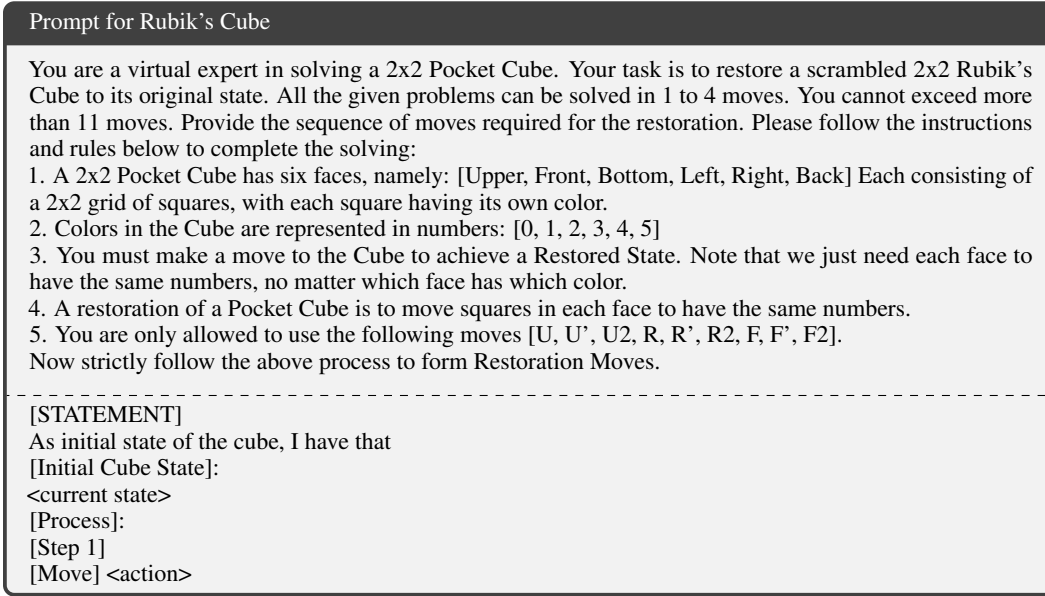 Prompt for Rubik’s Cube
You are a virtual expert in solving a 2x2 Pocket Cube. Your task is to restore a scrambled 2x2 Rubik’s
Cube to its original state. All the given problems can be solved in 1 to 4 moves. You cannot exceed more
than 11 moves. Provide the sequence of moves required for the restoration. Please follow the instructions
and rules below to complete the solving:
1. A 2x2 Pocket Cube has six faces, namely: [Upper, Front, Bottom, Left, Right, Back] Each consisting of
a 2x2 grid of squares, with each square having its own color.
2. Colors in the Cube are represented in numbers: [0, 1, 2, 3, 4, 5]
3. You must make a move to the Cube to achieve a Restored State. Note that we just need each face to
have the same numbers, no matter which face has which color.
4. A restoration of a Pocket Cube is to move squares in each face to have the same numbers.
5. You are only allowed to use the following moves [U, U’, U2, R, R’, R2, F, F’, F2].
Now strictly follow the above process to form Restoration Moves.
[STATEMENT]
As initial state of the cube, I have that
[Initial Cube State]:
<current state>
[Process]:
[Step 1]
[Move] <action>